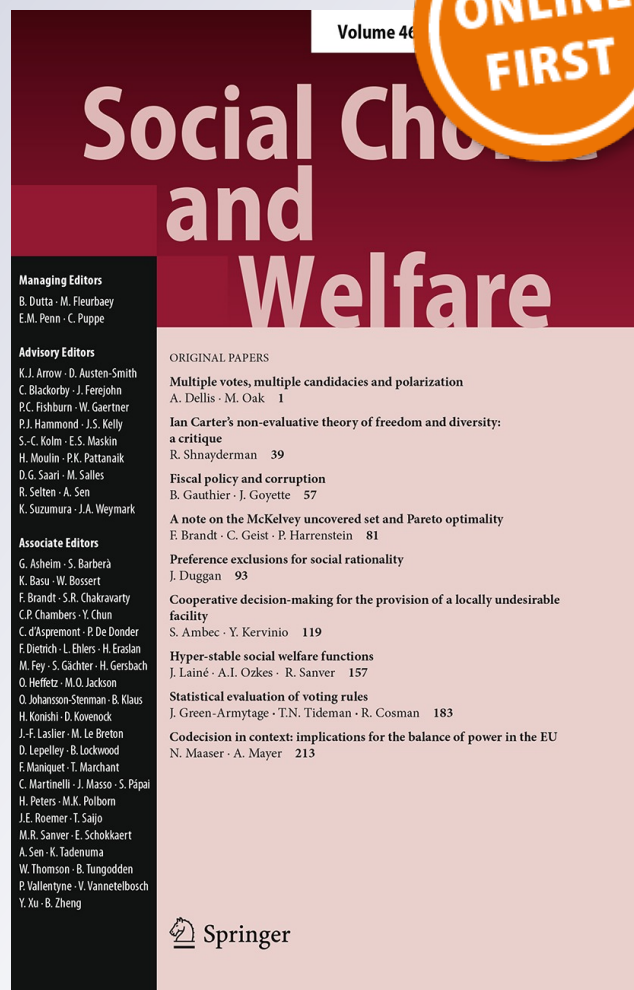 Volume 46
ONLINE
FIRST
Social Choice
and
Welfare
Managing Editors
B. Dutta · M. Fleurbaey
E.M. Penn · C. Puppe
Advisory Editors
K.J. Arrow · D. Austen-Smith
C. Blackorby · J. Ferejohn
P.C. Fishburn · W. Gaertner
P.J. Hammond · J.S. Kelly
S.-C. Kolm · E.S. Maskin
H. Moulin · P.K. Pattanaik
D.G. Saari · M. Salles
R. Selten · A. Sen
K. Suzumura · J.A. Weymark
Associate Editors
G. Asheim · S. Barberà
K. Basu · W. Bossert
F. Brandt · S.R. Chakravarty
C.P. Chambers · Y. Chun
C. d'Aspremont · P. De Donder
F. Dietrich · L. Ehlers · H. Eraslan
M. Fey · S. Gächter · H. Gersbach
O. Heffetz · M.O. Jackson
O. Johansson-Stenman · B. Klaus
H. Konishi · D. Kovenock
J.-F. Laslier · M. Le Breton
D. Lepelley · B. Lockwood
F. Maniquet · T. Marchant
C. Martinelli · J. Masso · S. Pápai
H. Peters · M.K. Polborn
J.E. Roemer · T. Saijo
M.R. Sanver · E. Schokkaert
A. Sen · K. Tadenuma
W. Thomson · B. Tungodden
P. Vallentyne · V. Vannetelbosch
Y. Xu · B. Zheng
ORIGINAL PAPERS
Multiple votes, multiple candidacies and polarization
A. Dellis · M. Oak 1
Ian Carter's non-evaluative theory of freedom and diversity:
a critique
R. Shnayderman 39
Fiscal policy and corruption
B. Gauthier · J. Goyette 57
A note on the McKelvey uncovered set and Pareto optimality
F. Brandt · C. Geist · P. Harrenstein 81
Preference exclusions for social rationality
J. Duggan 93
Cooperative decision-making for the provision of a locally undesirable
facility
S. Ambec · Y. Kervinio 119
Hyper-stable social welfare functions
J. Lainé · A.I. Ozkes · R. Sanver 157
Statistical evaluation of voting rules
J. Green-Armytage · T.N. Tideman · R. Cosman 183
Codecision in context: implications for the balance of power in the EU
N. Maaser · A. Mayer 213
Springer